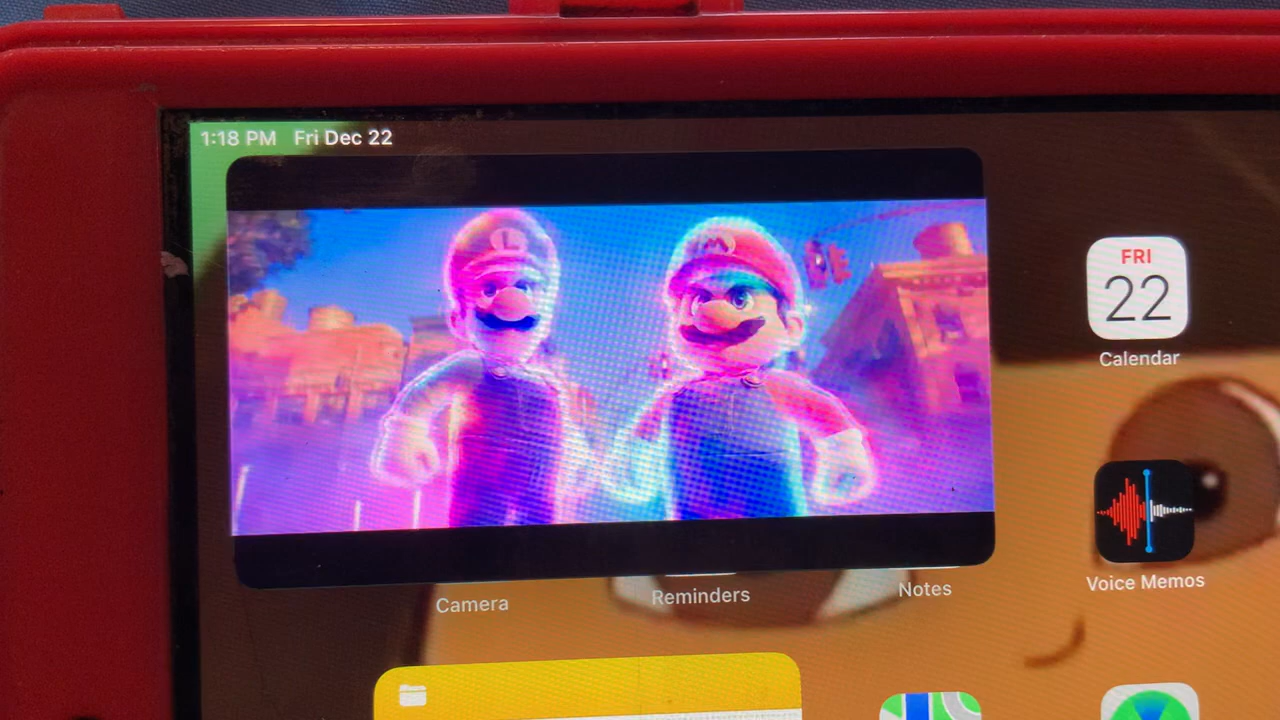 1:18 PM Fri Dec 22
L
M
FRI
22
Calendar
Voice Memos
Camera
Reminders
Notes